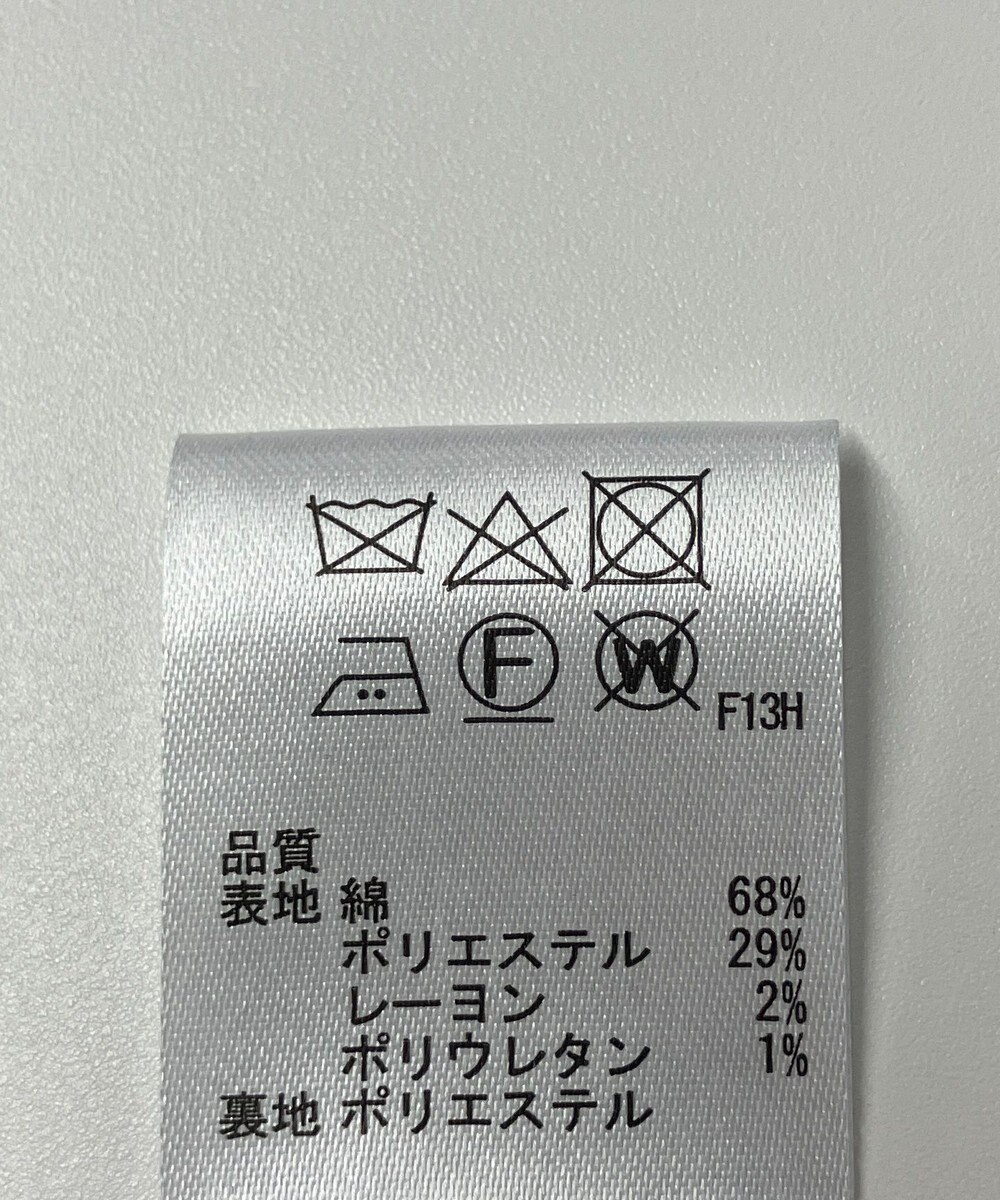 F W F13H
品質
表地 綿 68%
ポリエステル 29%
レーヨン 2%
ポリウレタン 1%
裏地 ポリエステル